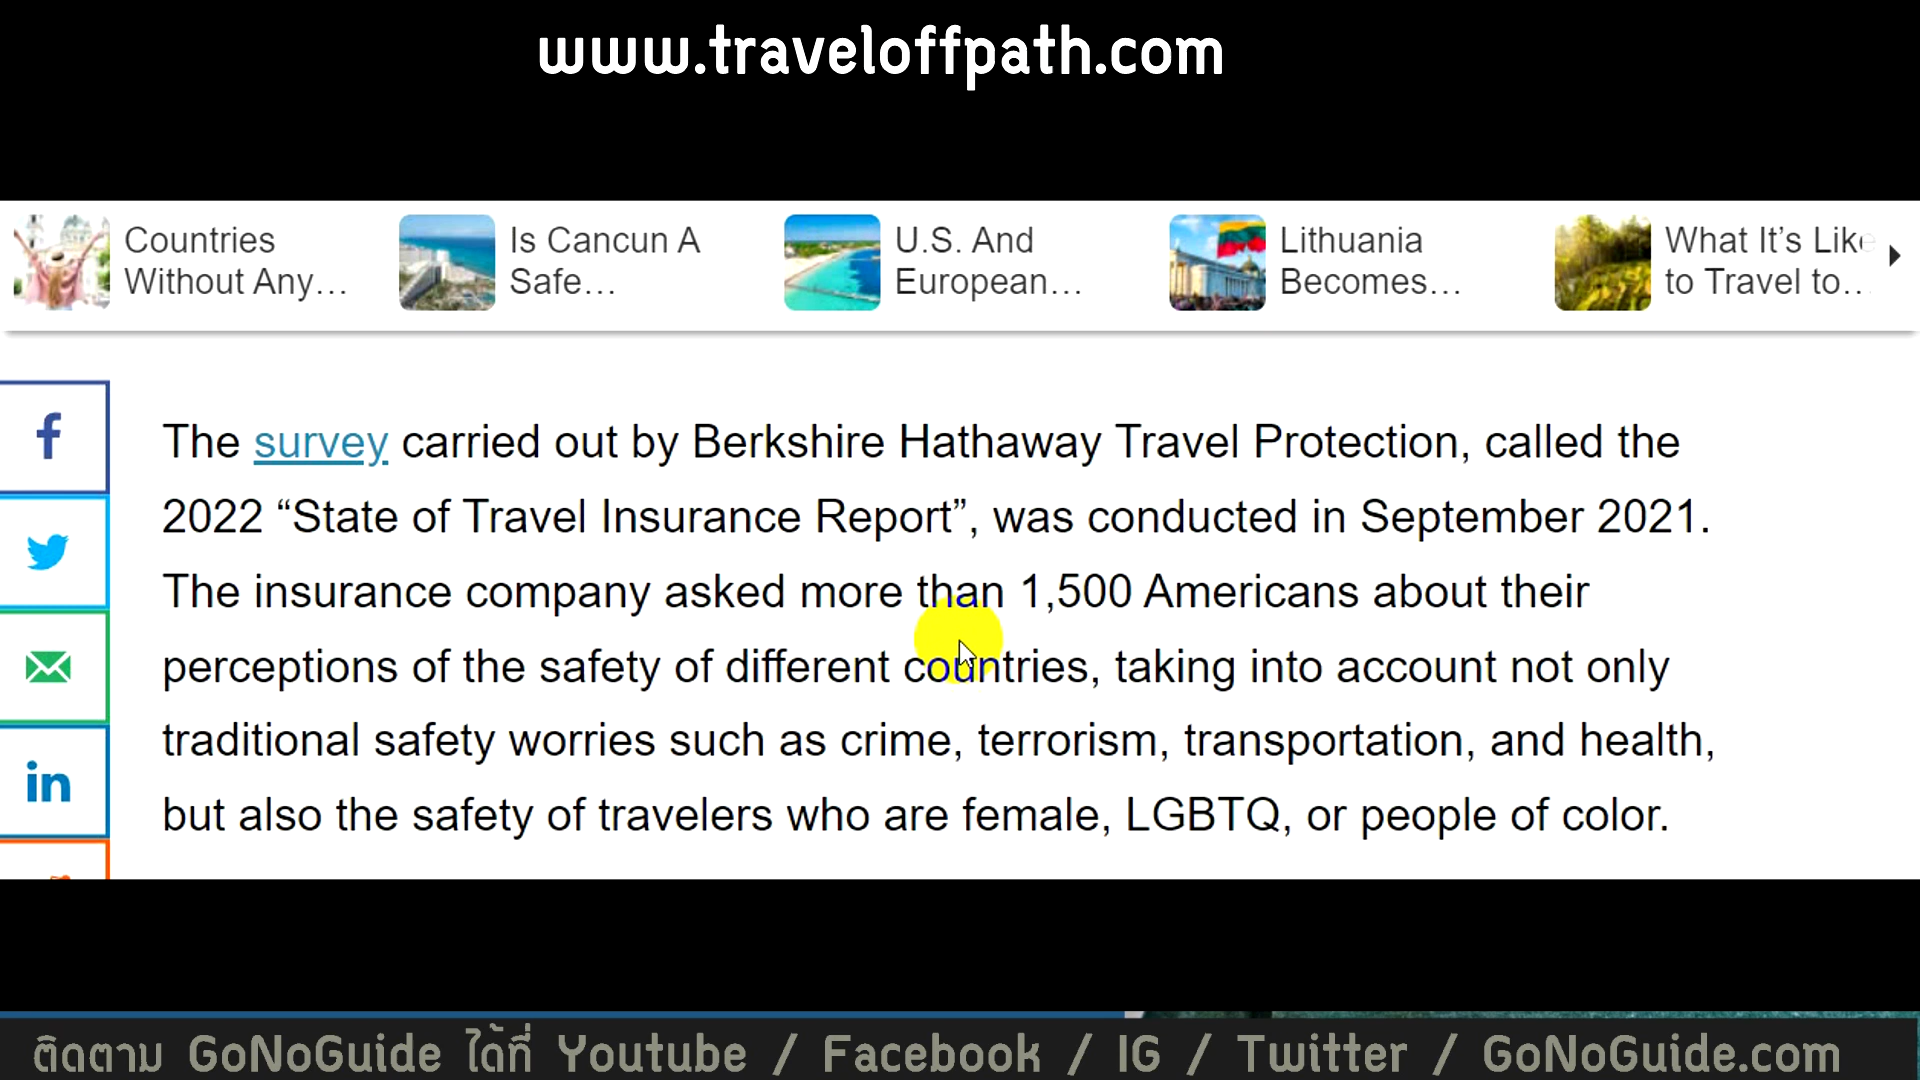 www.traveloffpath.com
Countries
Without Any…
Is Cancun A
Safe…
U.S. And
European…
Lithuania
Becomes…
What It’s Like
to Travel to…
The survey carried out by Berkshire Hathaway Travel Protection, called the
2022 “State of Travel Insurance Report”, was conducted in September 2021.
The insurance company asked more than 1,500 Americans about their
perceptions of the safety of different countries, taking into account not only
traditional safety worries such as crime, terrorism, transportation, and health,
but also the safety of travelers who are female, LGBTQ, or people of color.
ติดตาม GoNoGuide ได้ที่ Youtube / Facebook / IG / Twitter / GoNoGuide.com